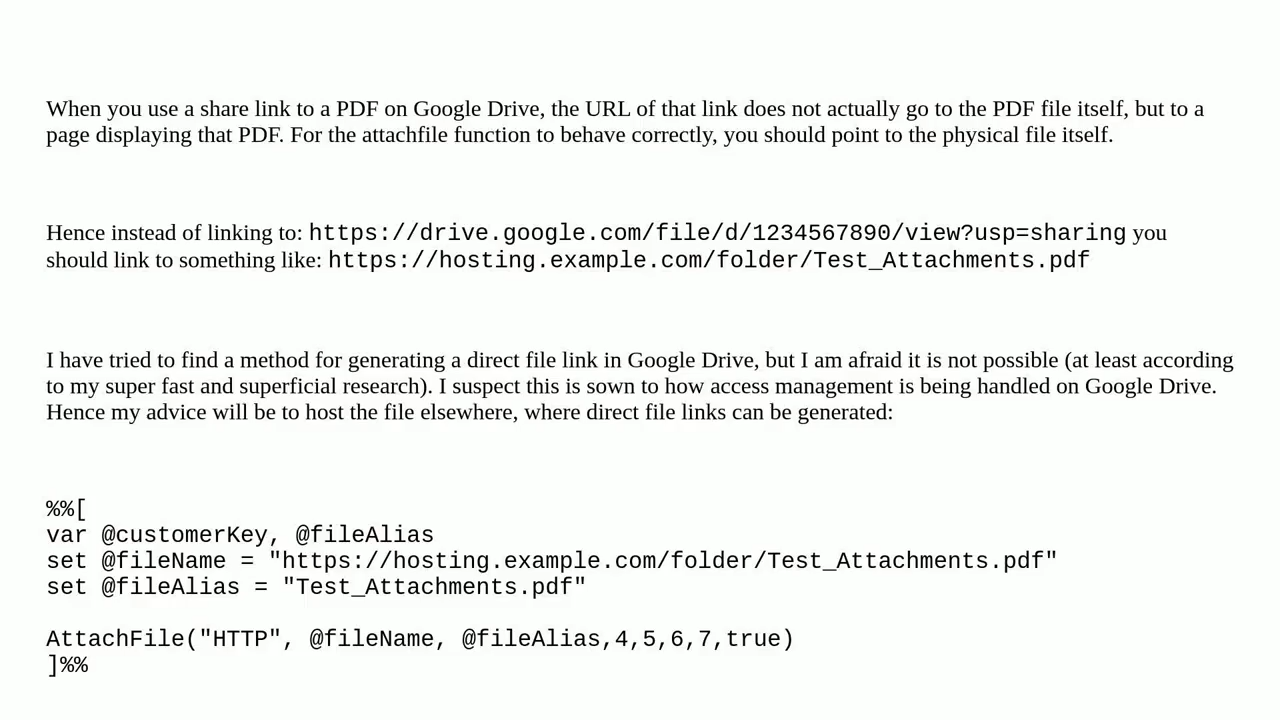 When you use a share link to a PDF on Google Drive, the URL of that link does not actually go to the PDF file itself, but to a
page displaying that PDF. For the attachfile function to behave correctly, you should point to the physical file itself.
Hence instead of linking to: https://drive.google.com/file/d/1234567890/view?usp=sharing you
should link to something like: https://hosting.example.com/folder/Test_Attachments.pdf
I have tried to find a method for generating a direct file link in Google Drive, but I am afraid it is not possible (at least according
to my super fast and superficial research). I suspect this is sown to how access management is being handled on Google Drive.
Hence my advice will be to host the file elsewhere, where direct file links can be generated:
%%[
var @customerKey, @fileAlias
set @fileName = "https://hosting.example.com/folder/Test_Attachments.pdf"
set @fileAlias = "Test_Attachments.pdf"
AttachFile("HTTP", @fileName, @fileAlias,4,5,6,7,true)
]%%